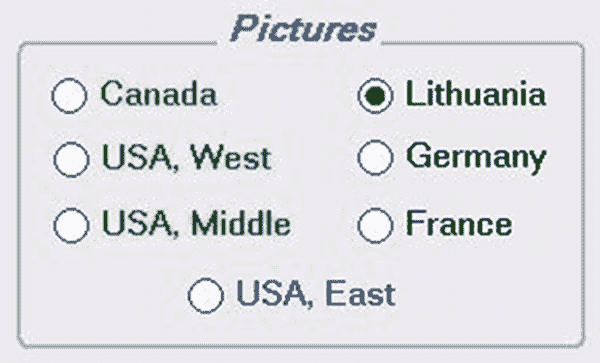 Pictures
Canada
Lithuania
USA, West
Germany
USA, Middle
France
USA, East